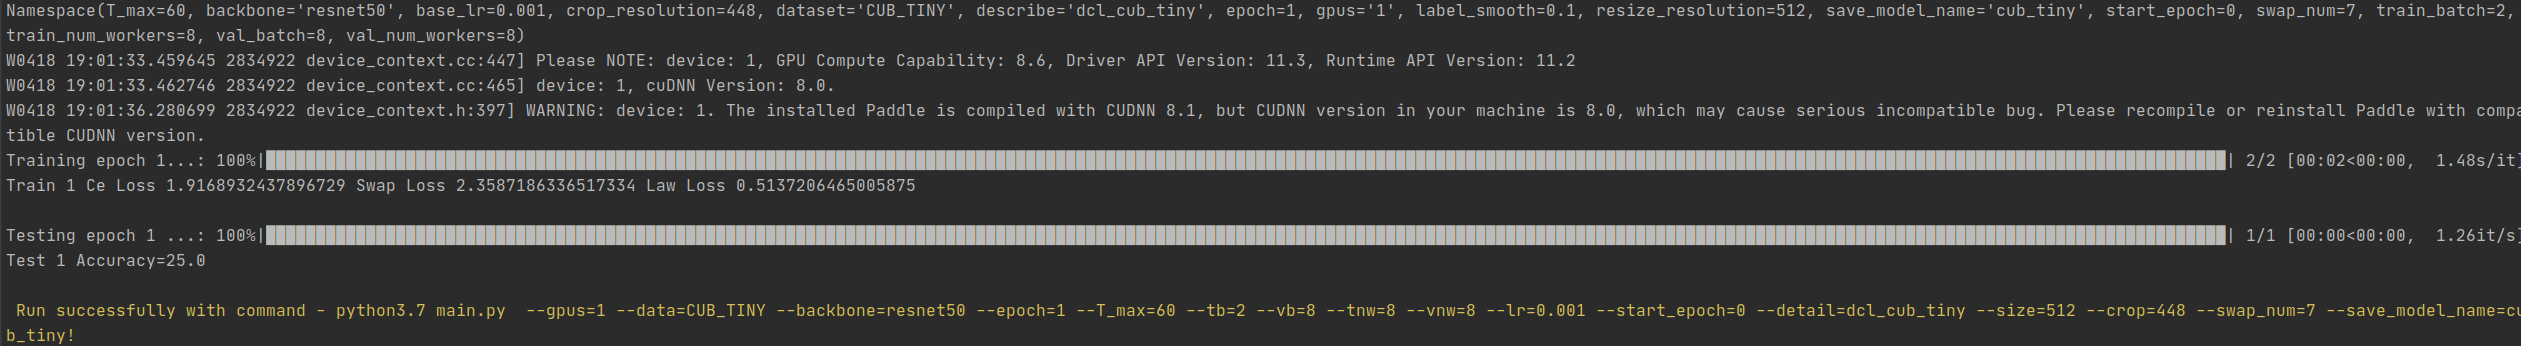 Namespace(T_max=60, backbone='resnet50', base_lr=0.001, crop_resolution=448, dataset='CUB_TINY', describe='dcl_cub_tiny', epoch=1, gpus='1', label_smooth=0.1, resize_resolution=512, save_model_name='cub_tiny', start_epoch=0, swap_num=7, train_batch=2,
train_num_workers=8, val_batch=8, val_num_workers=8)
W0418 19:01:33.459645 2834922 device_context.cc:447] Please NOTE: device: 1, GPU Compute Capability: 8.6, Driver API Version: 11.3, Runtime API Version: 11.2
W0418 19:01:33.462746 2834922 device_context.cc:465] device: 1, cuDNN Version: 8.0.
W0418 19:01:36.280699 2834922 device_context.h:397] WARNING: device: 1. The installed Paddle is compiled with CUDNN 8.1, but CUDNN version in your machine is 8.0, which may cause serious incompatible bug. Please recompile or reinstall Paddle with compa
tible CUDNN version.
Training epoch 1...: 100%| | 2/2 [00:02<00:00, 1.48s/it]
Train 1 Ce Loss 1.9168932437896729 Swap Loss 2.3587186336517334 Law Loss 0.5137206465005875
Testing epoch 1 ...: 100%| | 1/1 [00:00<00:00, 1.26it/s]
Test 1 Accuracy=25.0
Run successfully with command - python3.7 main.py  --gpus=1 --data=CUB_TINY --backbone=resnet50 --epoch=1 --T_max=60 --tb=2 --vb=8 --tnw=8 --vnw=8 --lr=0.001 --start_epoch=0 --detail=dcl_cub_tiny --size=512 --crop=448 --swap_num=7 --save_model_name=cu
b_tiny!